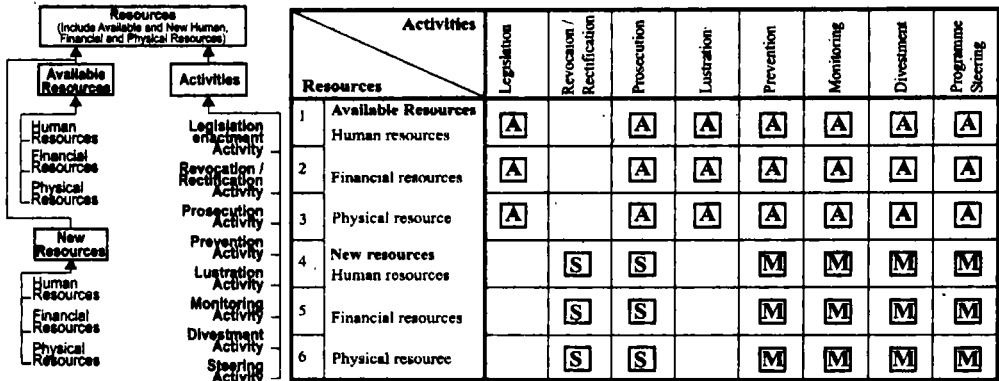 Resources
(Include Available and New Human,
Financial and Physical Resources)
Available
Resources
Activities
Human
Resources
Financial
Resources
Physical
Resources
New
Resources
Human
Resources
Financial
Resources
Physical
Resources
Legislation
enactment
Activity
Revocation /
Rectification
Activity
Prosecution
Activity
Prevention
Activity
Lustration
Activity
Monitoring
Activity
Divestment
Activity
Steering
Activity
Activities
Resources
Legislation
Revocaion /
Rectification
Prosecution
Lustration
Prevention
Monitoring
Divestment
Programme
Steering
1 Available Resources
Human resources A A A A A A A
2 Financial resources A A A A A A A
3 Physical resource A A A A A A A
4 New resources
Human resources S S M M M M
5 Financial resources S S M M M M
6 Physical resouree S S M M M M